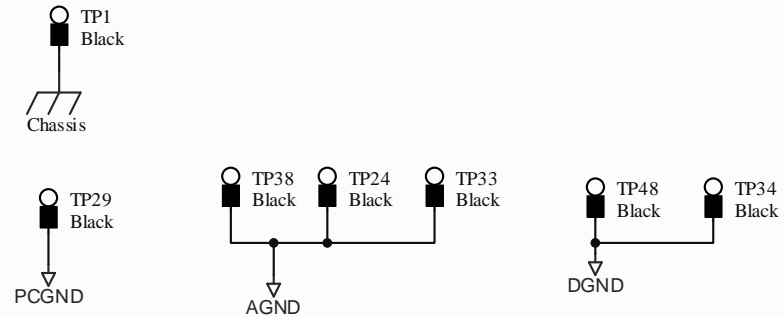 TP1
Black
Chassis
TP29
Black
PCGND
TP38
Black
TP24
Black
TP33
Black
AGND
TP48
Black
TP34
Black
DGND